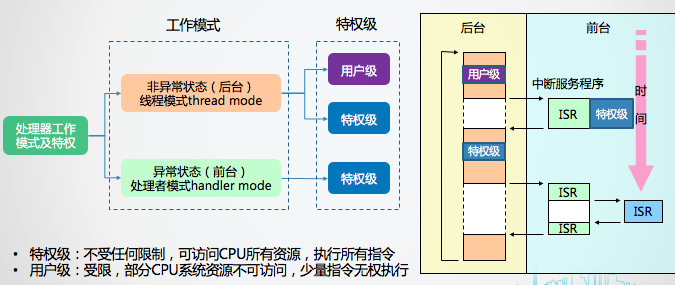 工作模式
特权级
处理器工作
模式及特权
非异常状态（后台）
线程模式thread mode
用户级
特权级
异常状态（前台）
处理者模式handler mode
特权级
后台
前台
用户级
特权级
中断服务程序
ISR
特权级
时
间
ISR
ISR
ISR
• 特权级：不受任何限制，可访问CPU所有资源，执行所有指令
• 用户级：受限，部分CPU系统资源不可访问，少量指令无权执行